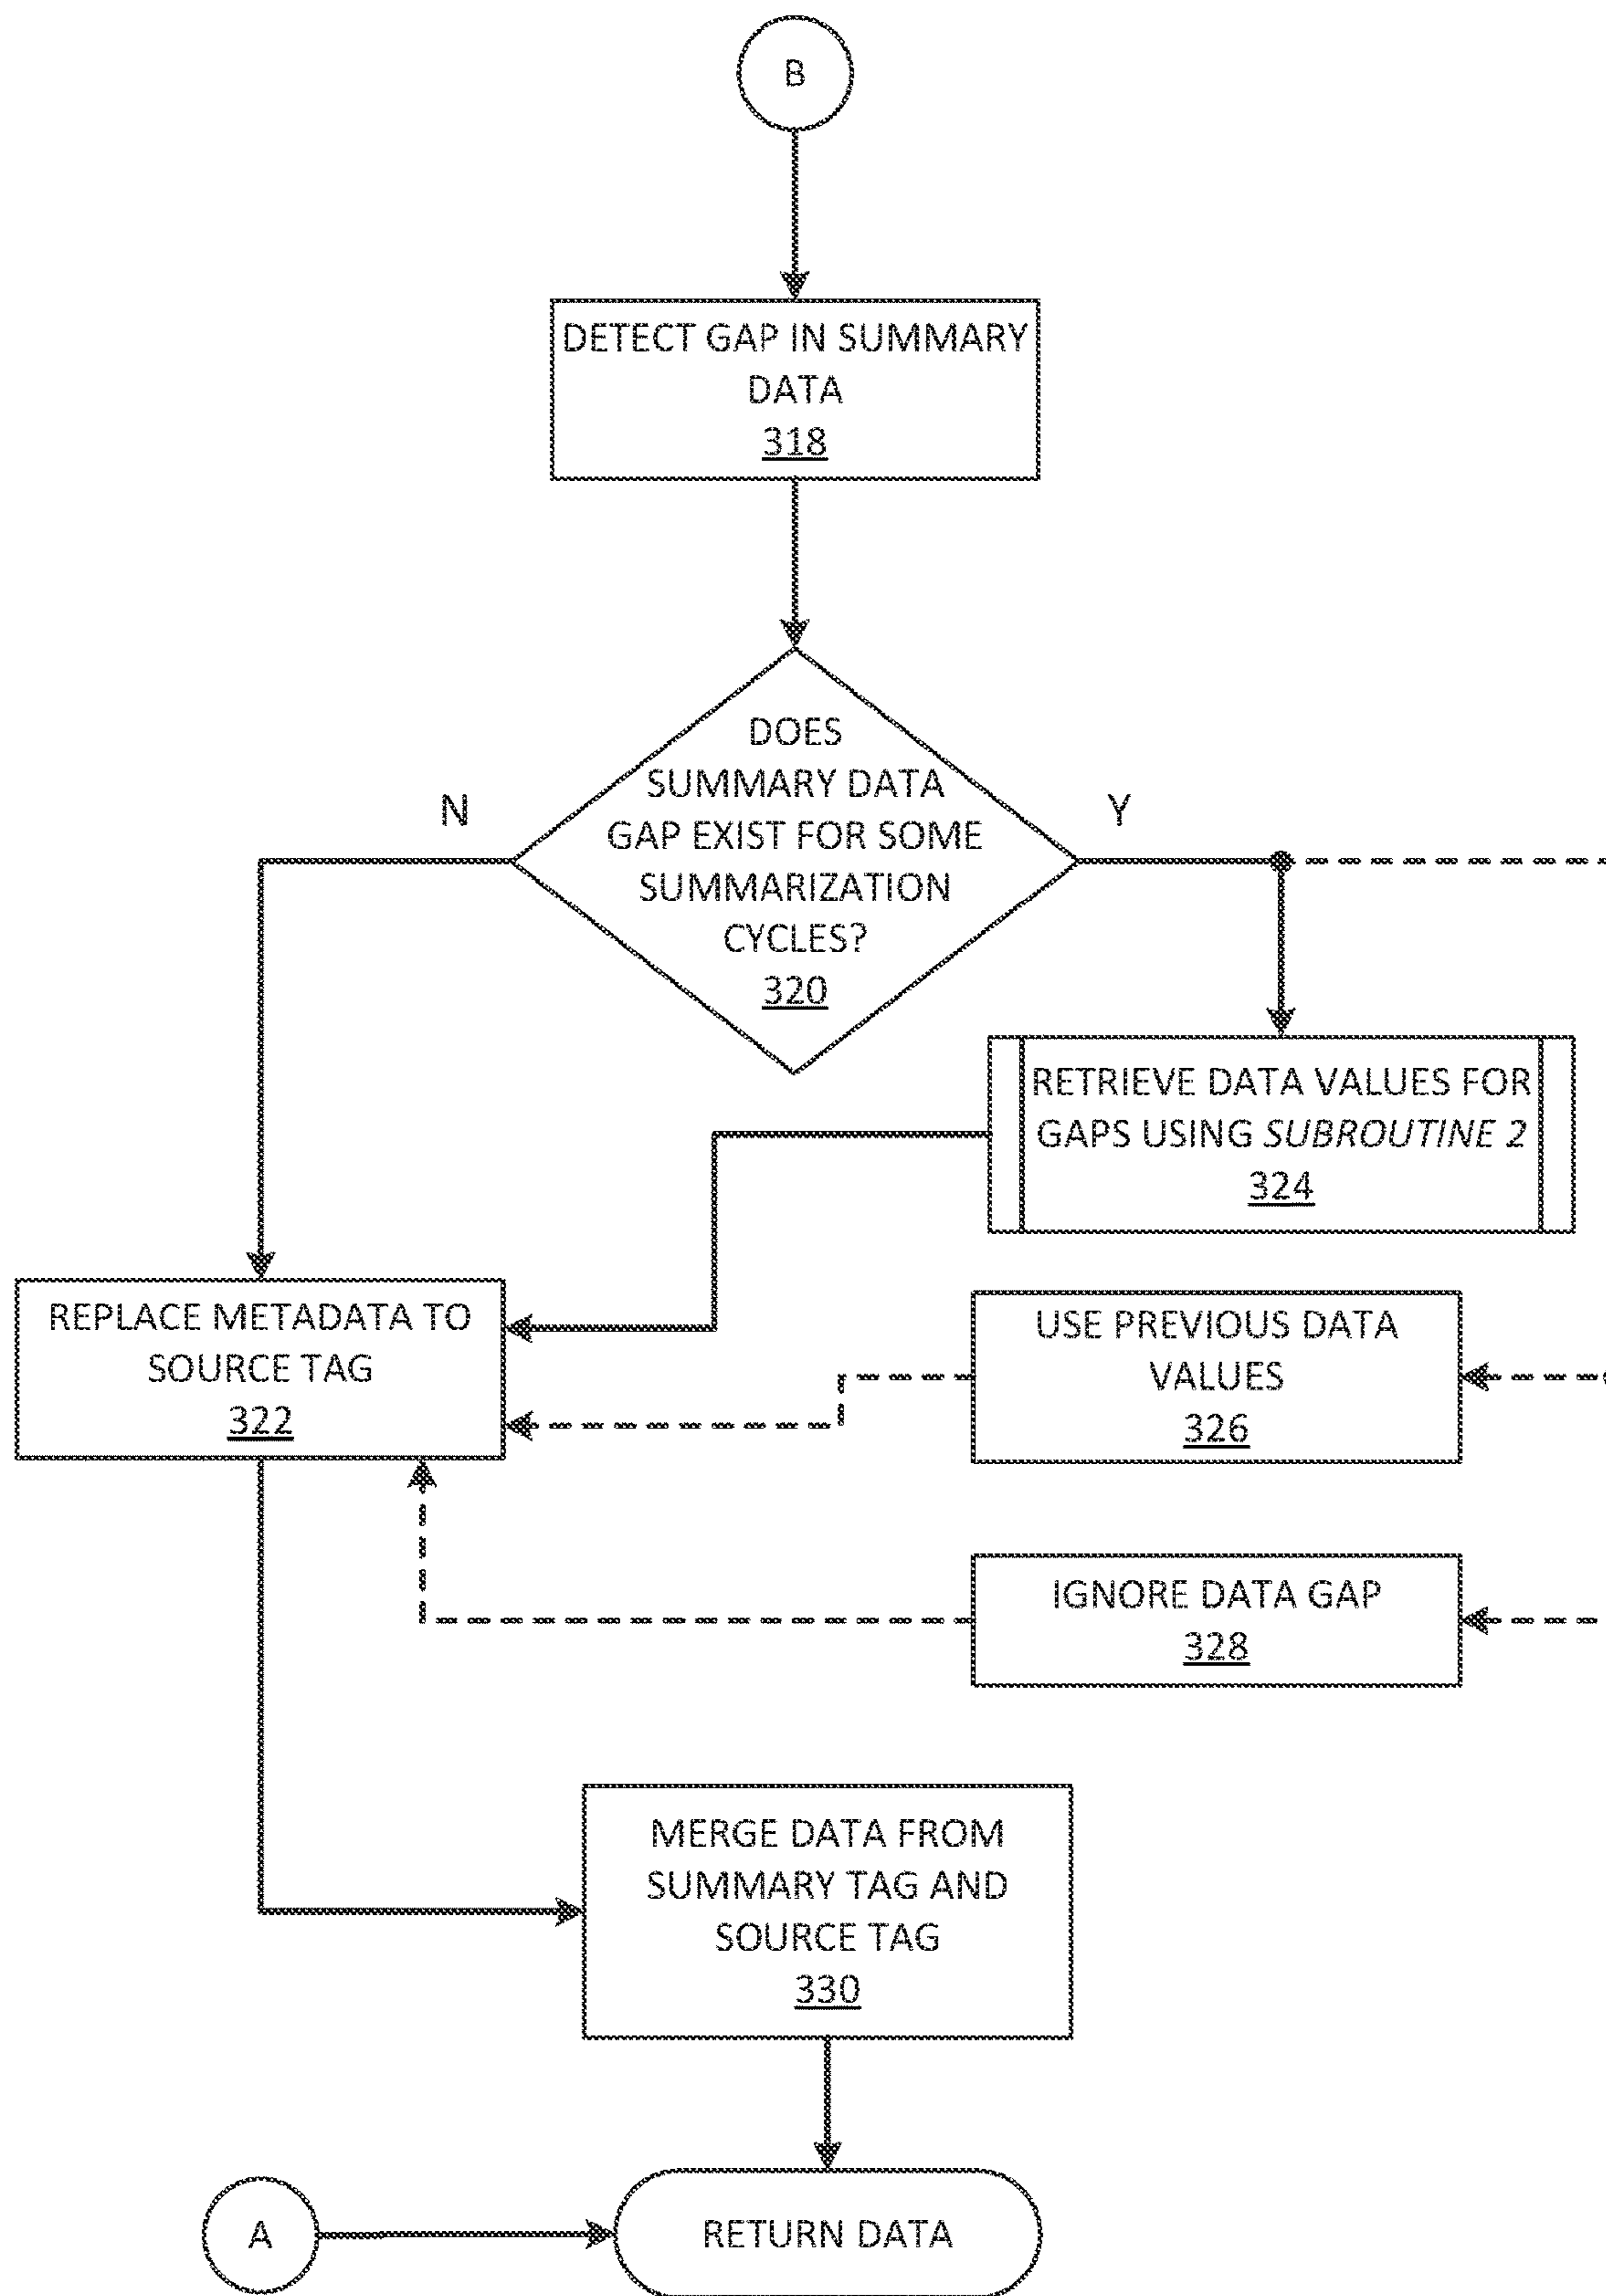 B
DETECT GAP IN SUMMARY
DATA
318
DOES
SUMMARY DATA
GAP EXIST FOR SOME
SUMMARIZATION
CYCLES?
320
N
Y
RETRIEVE DATA VALUES FOR
GAPS USING SUBROUTINE 2
324
REPLACE METADATA TO
SOURCE TAG
322
USE PREVIOUS DATA
VALUES
326
IGNORE DATA GAP
328
MERGE DATA FROM
SUMMARY TAG AND
SOURCE TAG
330
A
RETURN DATA